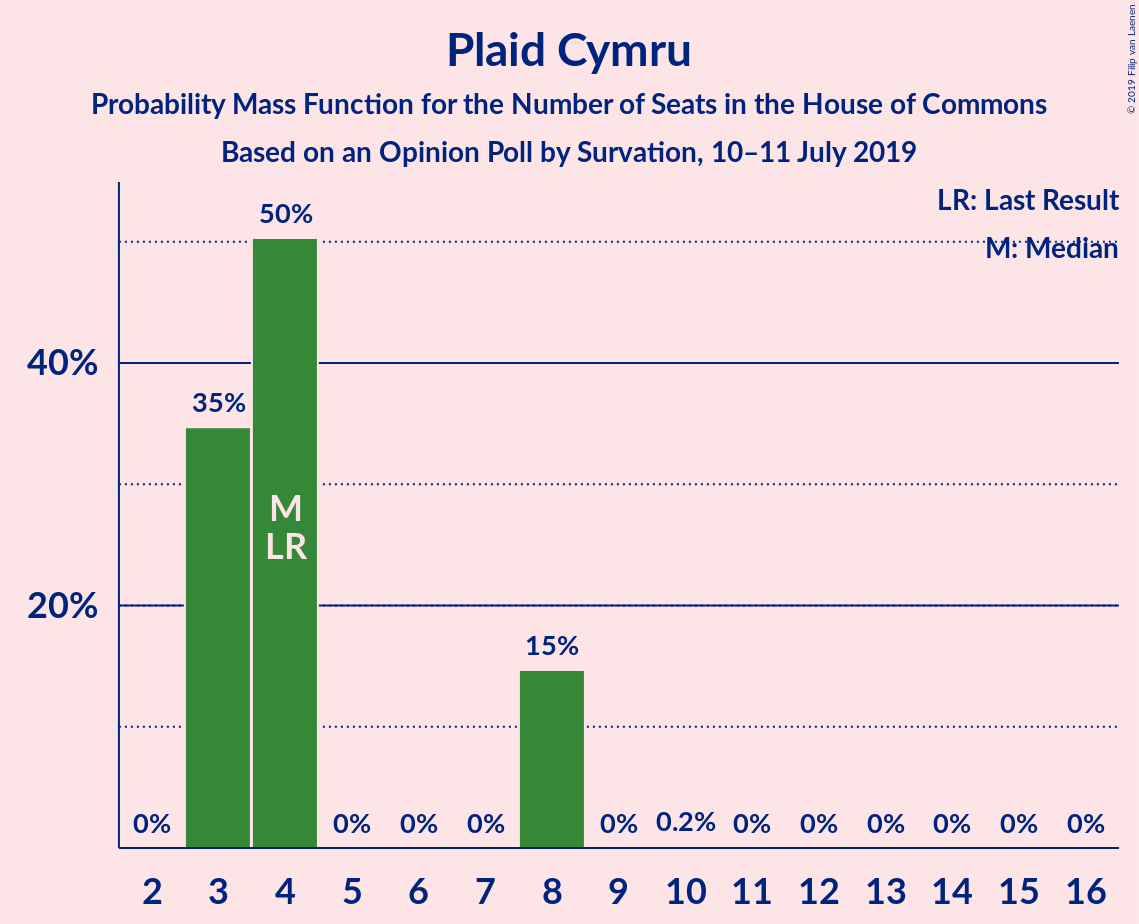 Plaid Cymru
Probability Mass Function for the Number of Seats in the House of Commons
Based on an Opinion Poll by Survation, 10–11 July 2019
© 2019 Filip van Laenen
LR: Last Result
M: Median
50%
40%
35%
M
LR
20%
15%
0% 0% 0% 0% 0% 0.2% 0% 0% 0% 0% 0% 0%
2 3 4 5 6 7 8 9 10 11 12 13 14 15 16